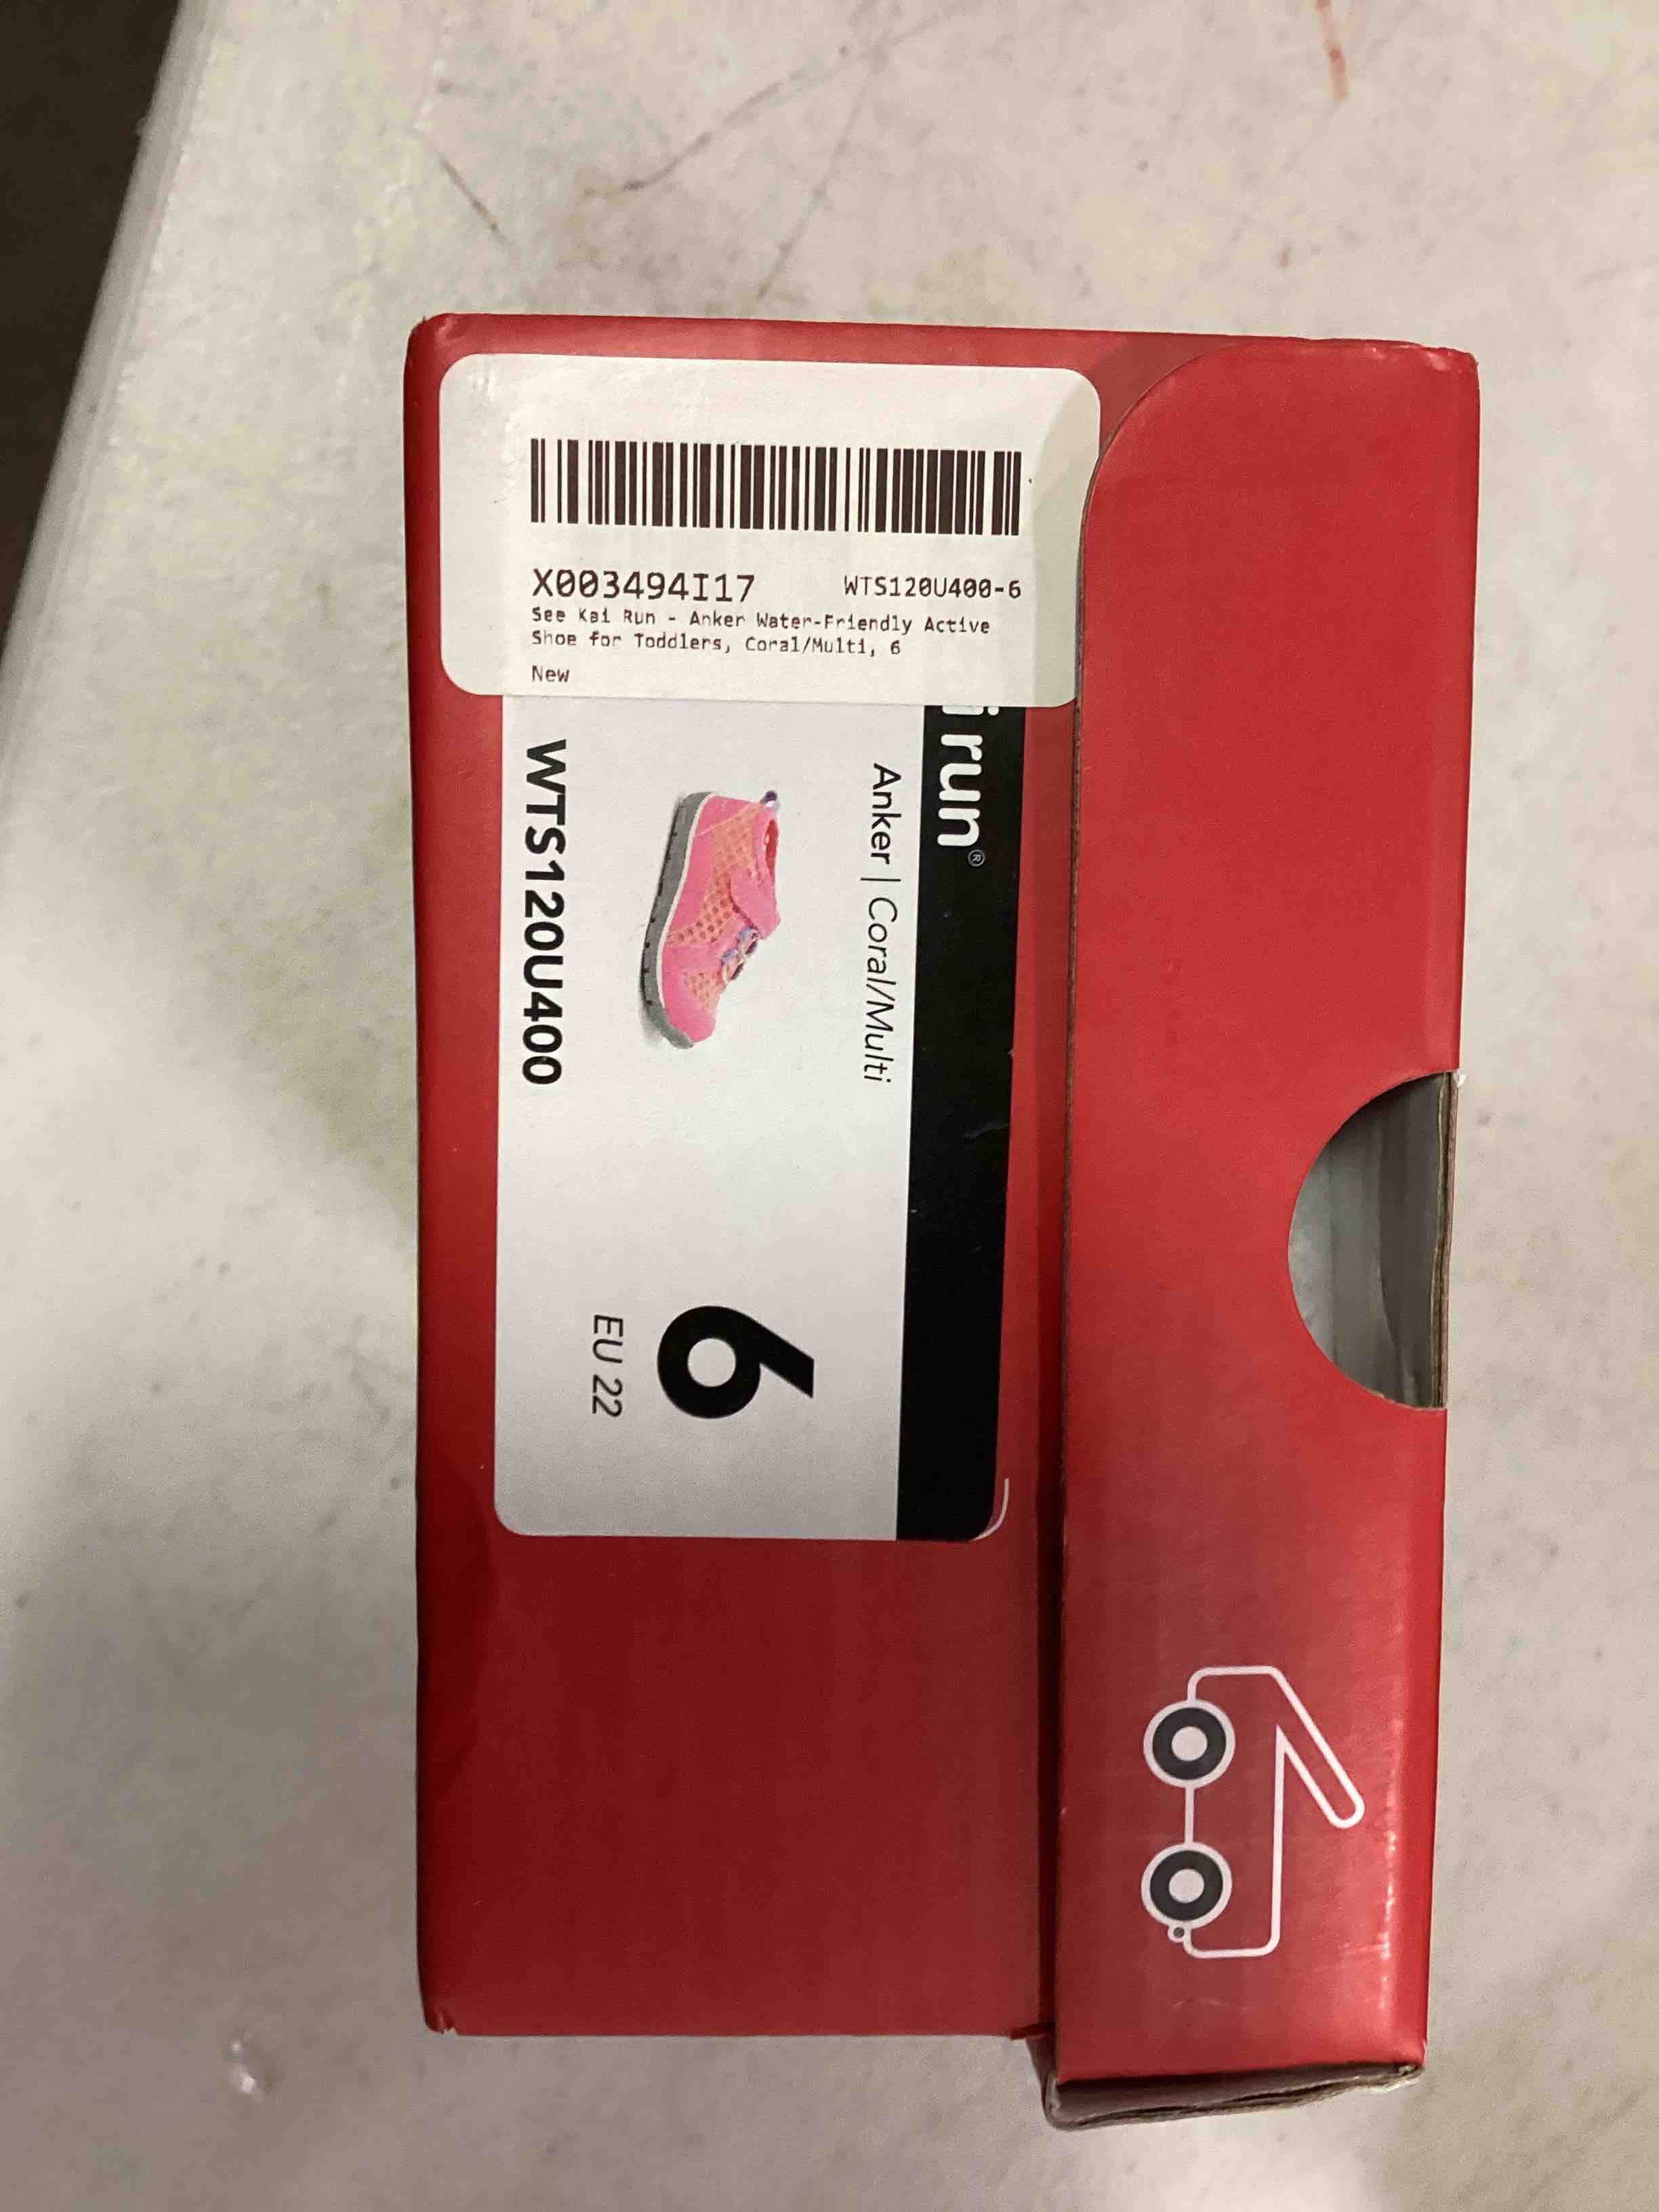 X003494I17 WTS120U400-6
See Kai Run - Anker Water-Friendly Active
Shoe for Toddlers, Coral/Multi, 6
New
i run®
Anker | Coral/Multi
6
EU 22
WTS120U400